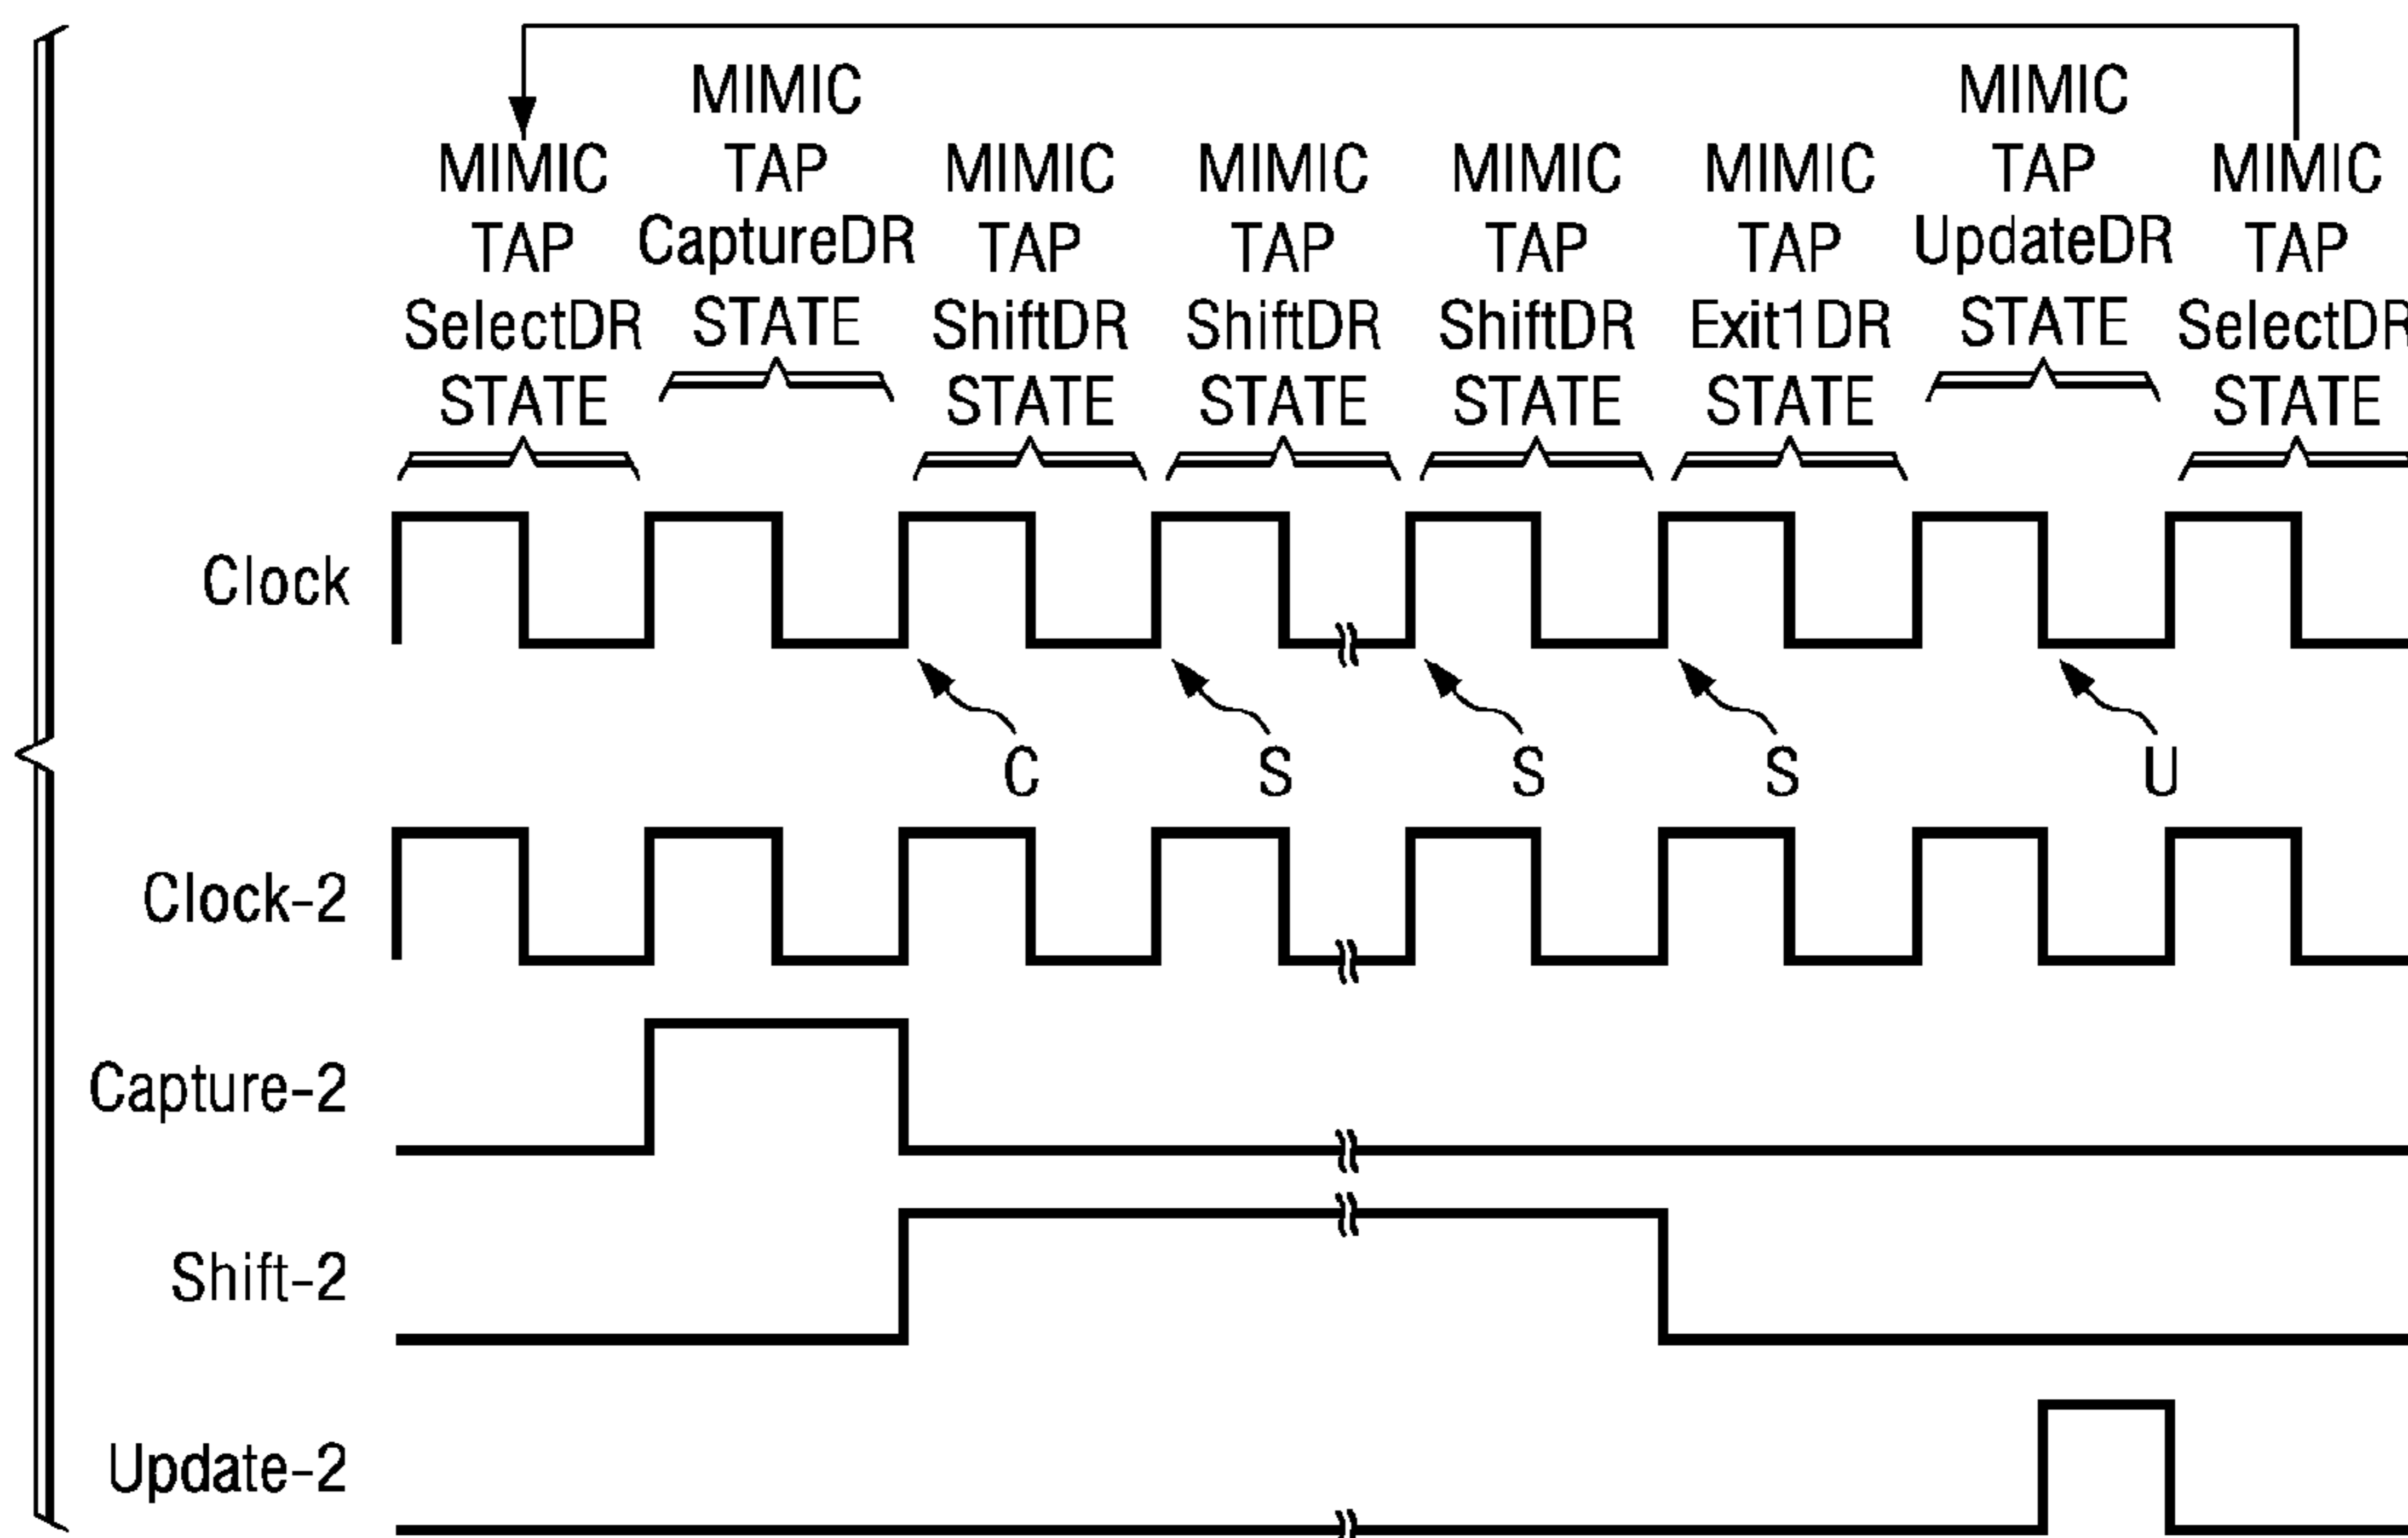 MIMIC
TAP
SelectDR
STATE
MIMIC
TAP
CaptureDR
STATE
MIMIC
TAP
ShiftDR
STATE
MIMIC
TAP
ShiftDR
STATE
MIMIC
TAP
ShiftDR
STATE
MIMIC
TAP
Exit1DR
STATE
MIMIC
TAP
UpdateDR
STATE
MIMIC
TAP
SelectDR
STATE
Clock
C
S
S
S
U
Clock-2
Capture-2
Shift-2
Update-2